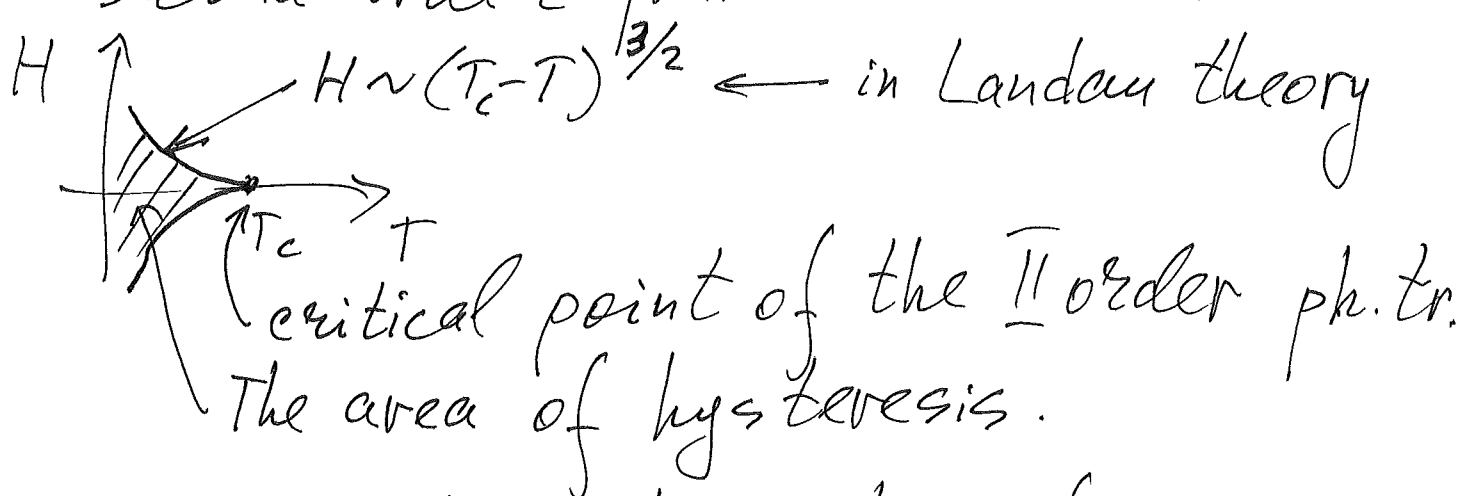 H H~(T_c-T)^{3/2} ← in Landau theory
T_c T
critical point of the II order ph. tr.
The area of hysteresis.